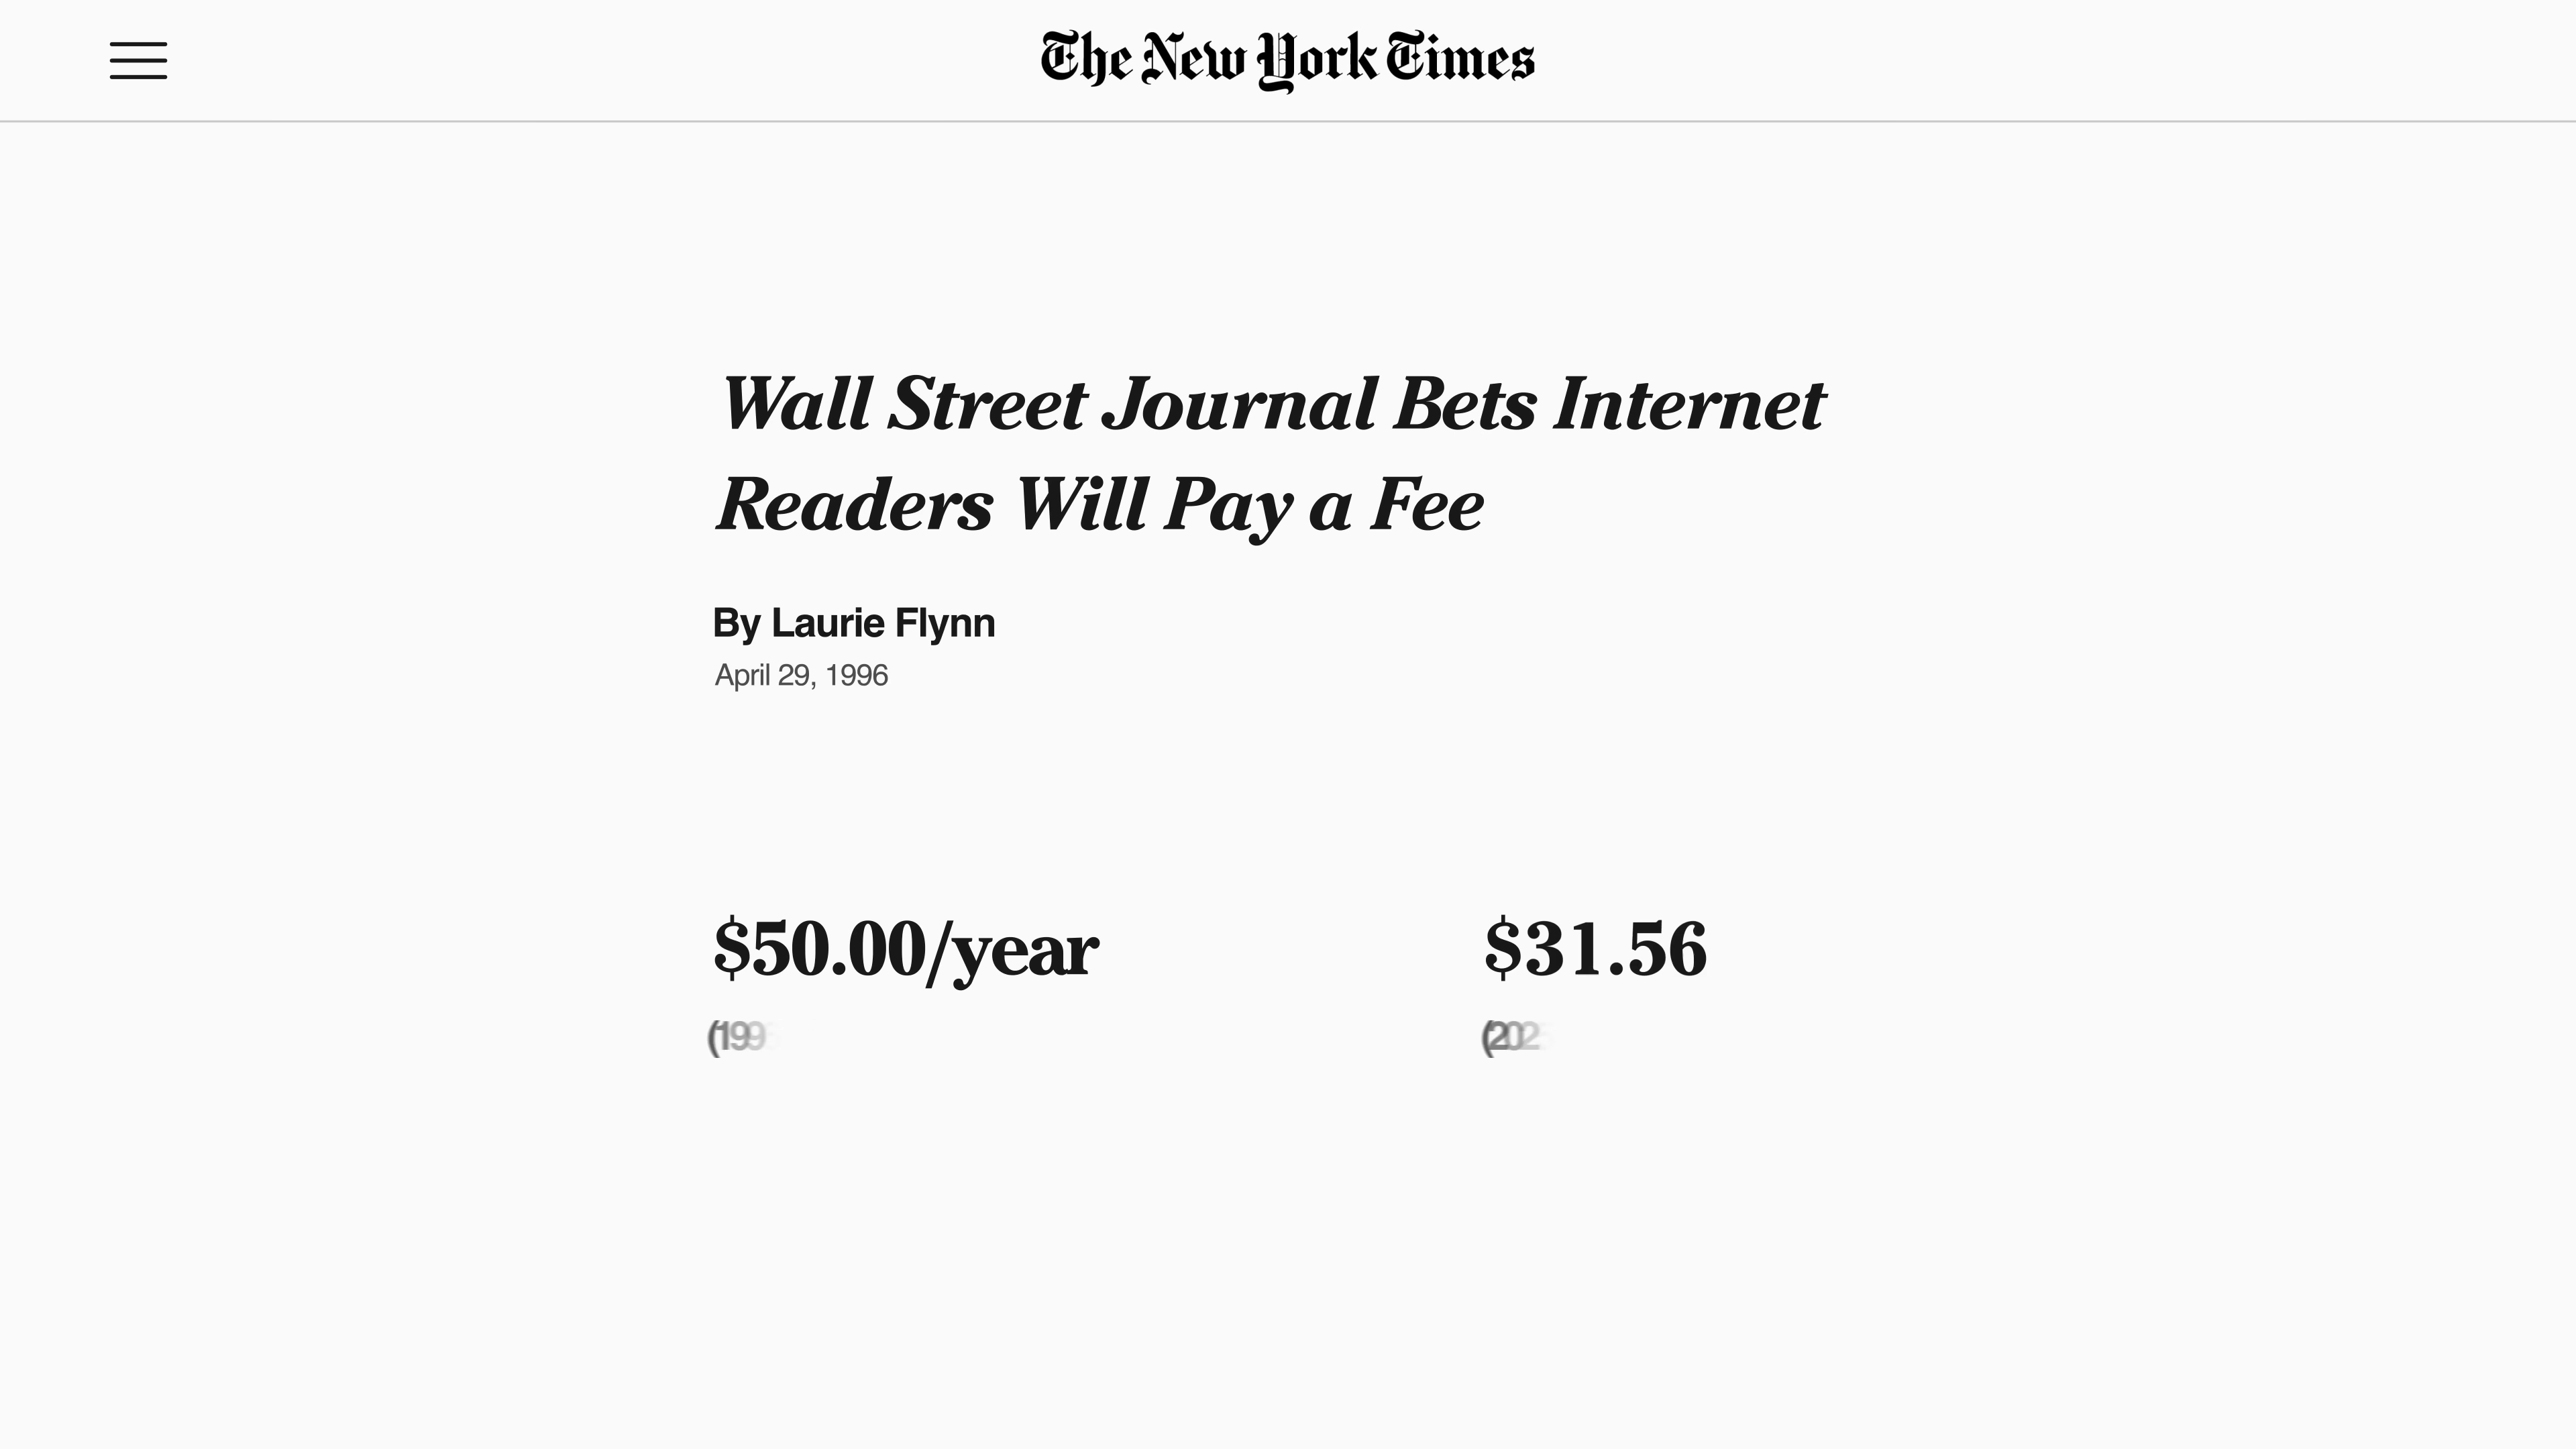 The New York Times
Wall Street Journal Bets Internet
Readers Will Pay a Fee
By Laurie Flynn
April 29, 1996
$50.00/year
$31.56